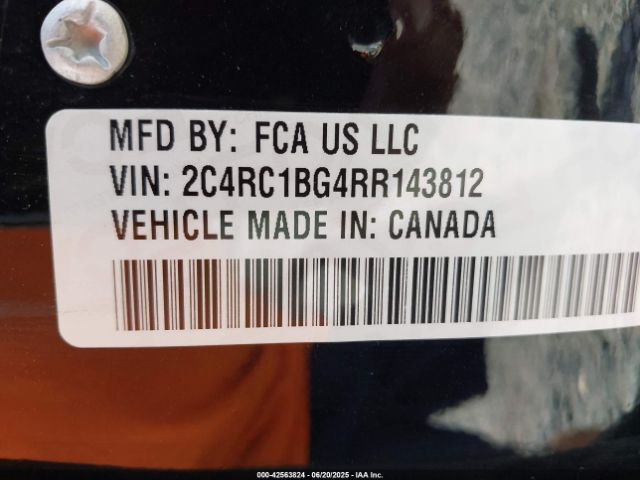 MFD BY: FCA US LLC
VIN: 2C4RC1BG4RR143812
VEHICLE MADE IN: CANADA
000-42563824 | 06/20/2025 | IAA Inc.